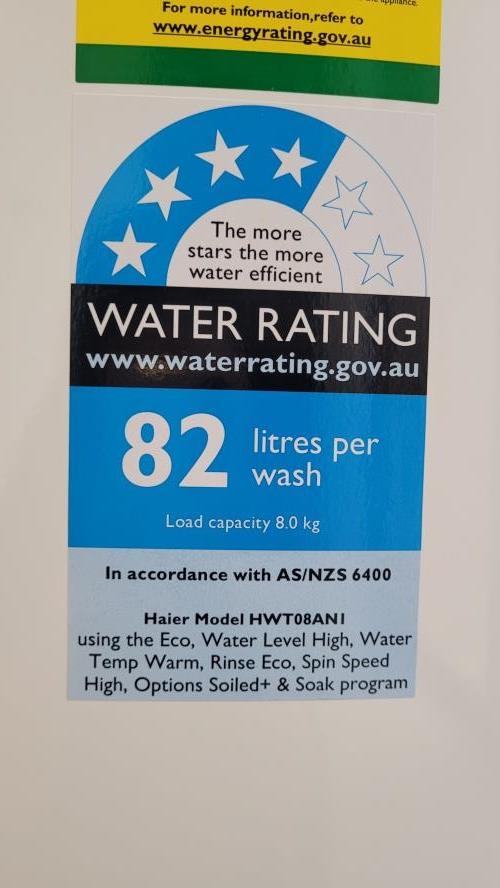 appliance.
For more information,refer to
www.energyrating.gov.au
The more
stars the more
water efficient
WATER RATING
www.waterrating.gov.au
82 litres per
wash
Load capacity 8.0 kg
In accordance with AS/NZS 6400
Haier Model HWT08AN1
using the Eco, Water Level High, Water
Temp Warm, Rinse Eco, Spin Speed
High, Options Soiled+ & Soak program